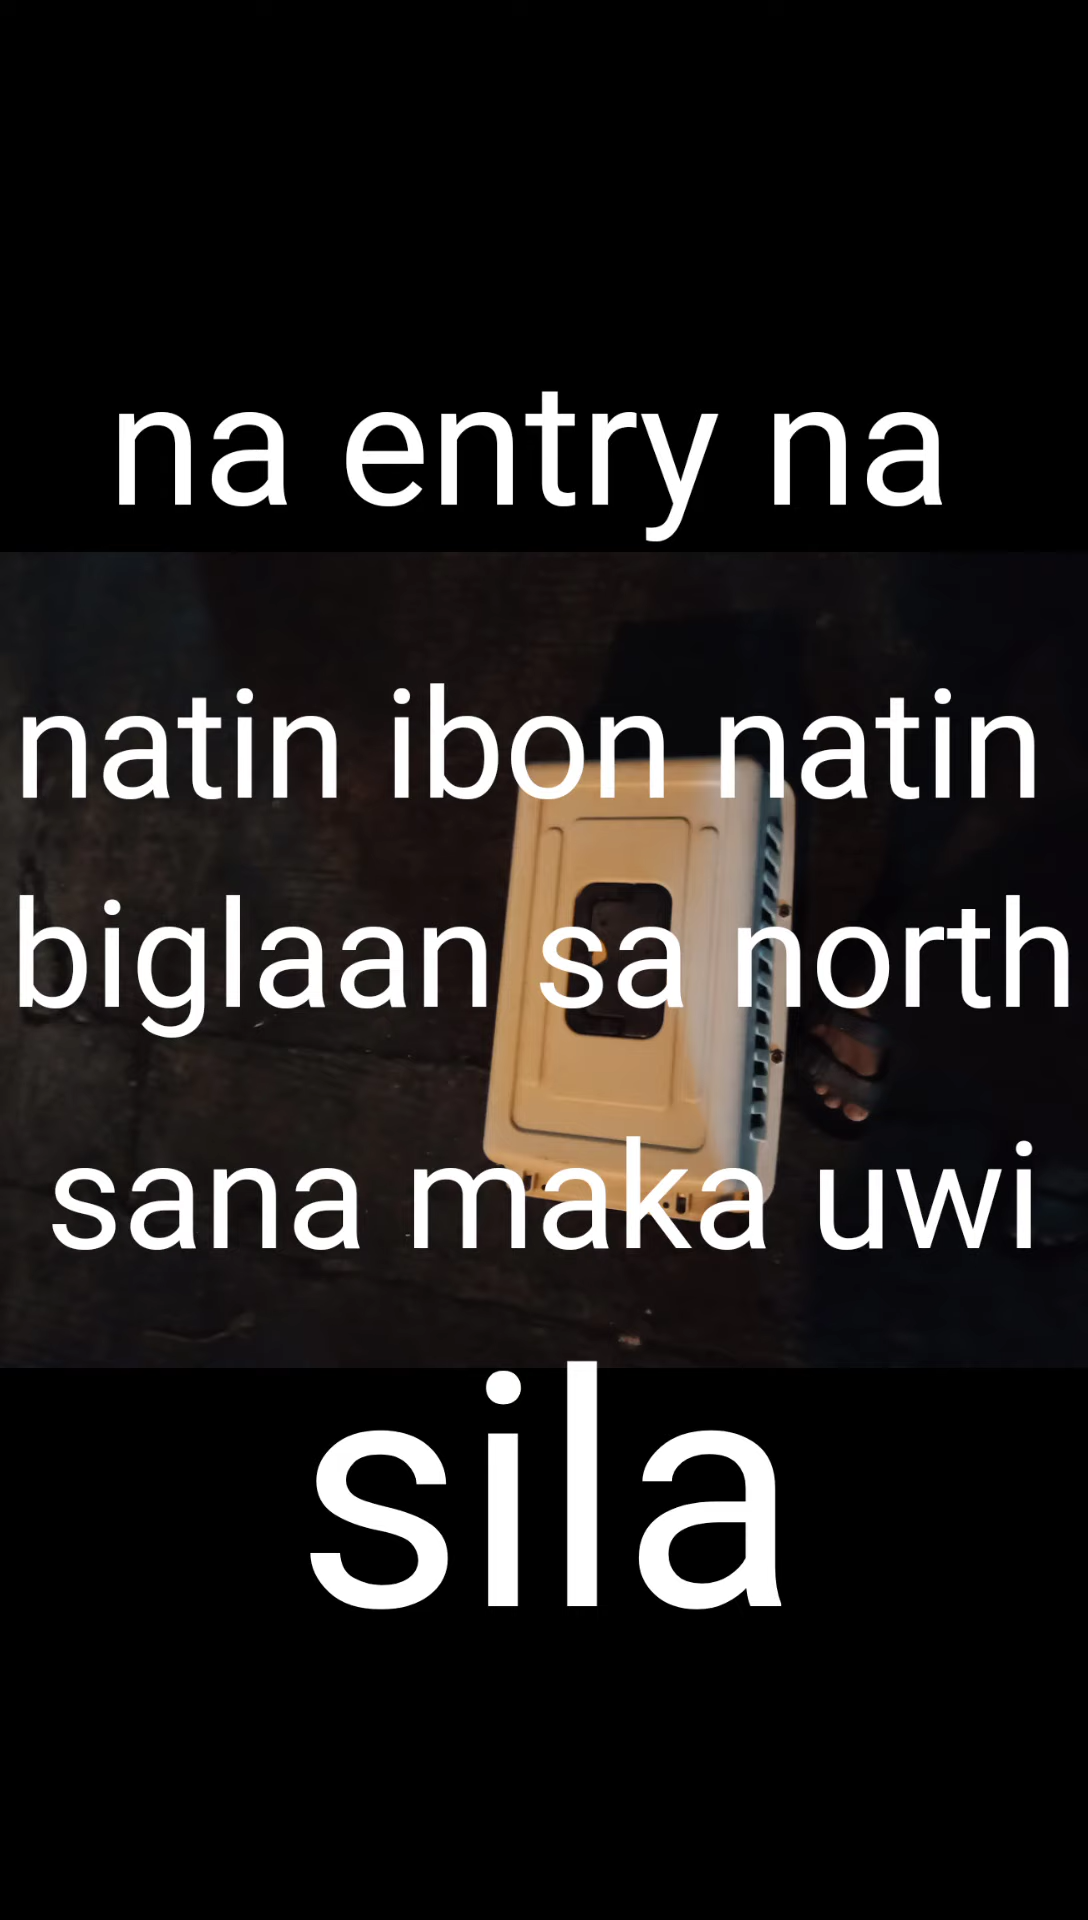 na entry na
natin ibon natin
biglaan sa north
sana maka uwi
sila